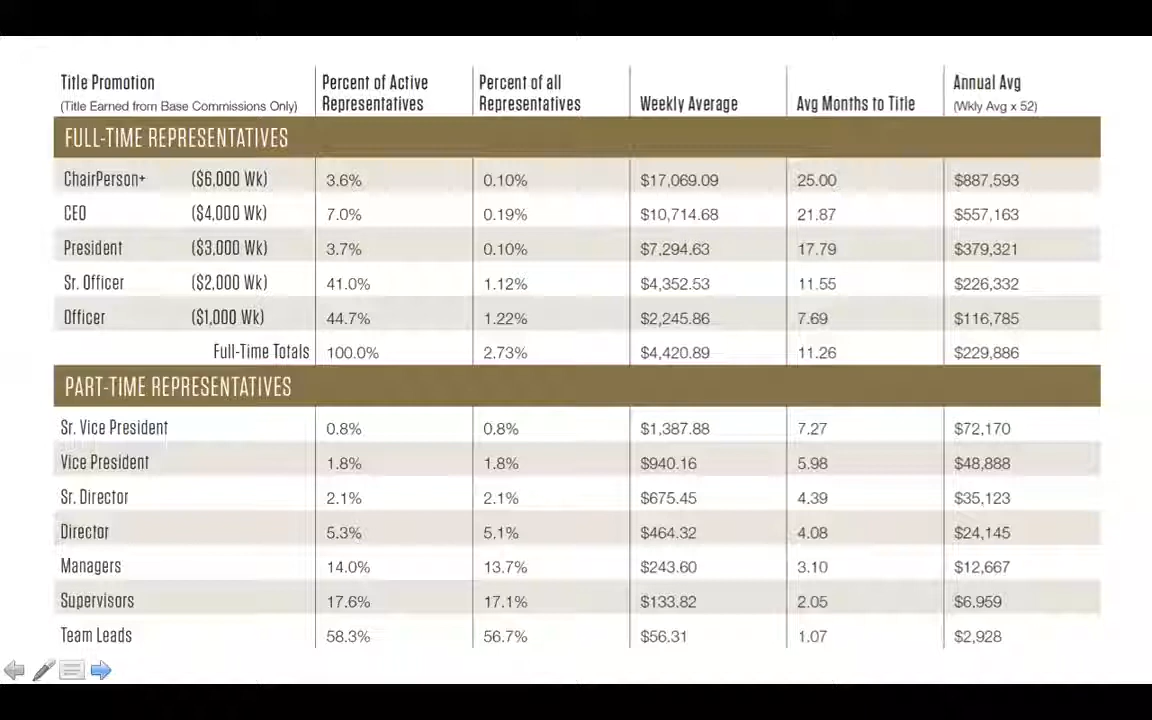 Title Promotion
(Title Earned from Base Commissions Only)
Percent of Active
Representatives
Percent of all
Representatives
Weekly Average
Avg Months to Title
Annual Avg
(Wkly Avg x 52)
FULL-TIME REPRESENTATIVES
ChairPerson+ ($6,000 Wk) 3.6% 0.10% $17,069.09 25.00 $887,593
CEO ($4,000 Wk) 7.0% 0.19% $10,714.68 21.87 $557,163
President ($3,000 Wk) 3.7% 0.10% $7,294.63 17.79 $379,321
Sr. Officer ($2,000 Wk) 41.0% 1.12% $4,352.53 11.55 $226,332
Officer ($1,000 Wk) 44.7% 1.22% $2,245.86 7.69 $116,785
Full-Time Totals 100.0% 2.73% $4,420.89 11.26 $229,886
PART-TIME REPRESENTATIVES
Sr. Vice President 0.8% 0.8% $1,387.88 7.27 $72,170
Vice President 1.8% 1.8% $940.16 5.98 $48,888
Sr. Director 2.1% 2.1% $675.45 4.39 $35,123
Director 5.3% 5.1% $464.32 4.08 $24,145
Managers 14.0% 13.7% $243.60 3.10 $12,667
Supervisors 17.6% 17.1% $133.82 2.05 $6,959
Team Leads 58.3% 56.7% $56.31 1.07 $2,928